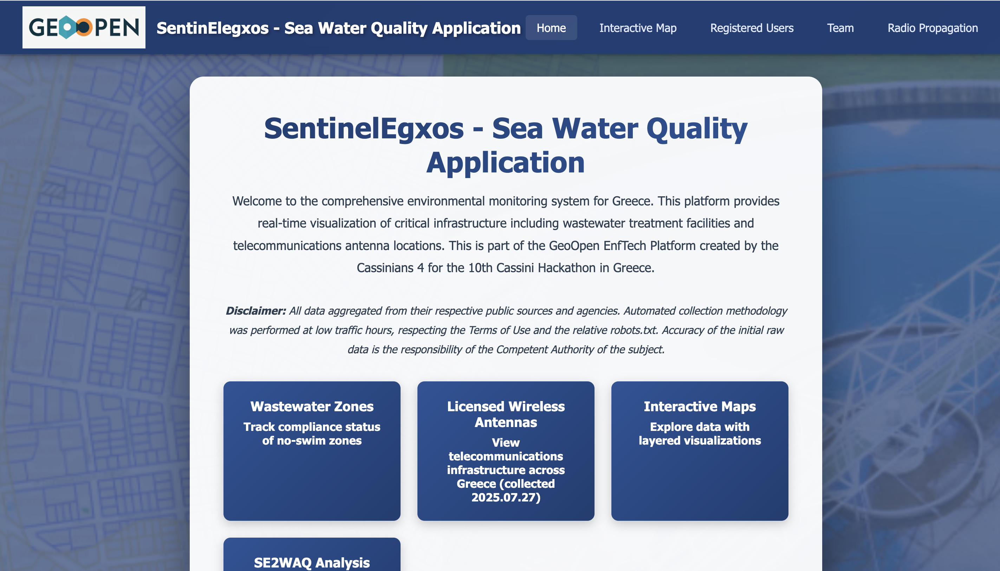 GEOOPEN
SentinElegxos - Sea Water Quality Application
Home
Interactive Map
Registered Users
Team
Radio Propagation
SentinelEgxos - Sea Water Quality
Application
Welcome to the comprehensive environmental monitoring system for Greece. This platform provides
real-time visualization of critical infrastructure including wastewater treatment facilities and
telecommunications antenna locations. This is part of the GeoOpen EnfTech Platform created by the
Cassinians 4 for the 10th Cassini Hackathon in Greece.
Disclaimer: All data aggregated from their respective public sources and agencies. Automated collection methodology
was performed at low traffic hours, respecting the Terms of Use and the relative robots.txt. Accuracy of the initial raw
data is the responsibility of the Competent Authority of the subject.
Wastewater Zones
Track compliance status
of no-swim zones
Licensed Wireless
Antennas
View
telecommunications
infrastructure across
Greece (collected
2025.07.27)
Interactive Maps
Explore data with
layered visualizations
SE2WAQ Analysis